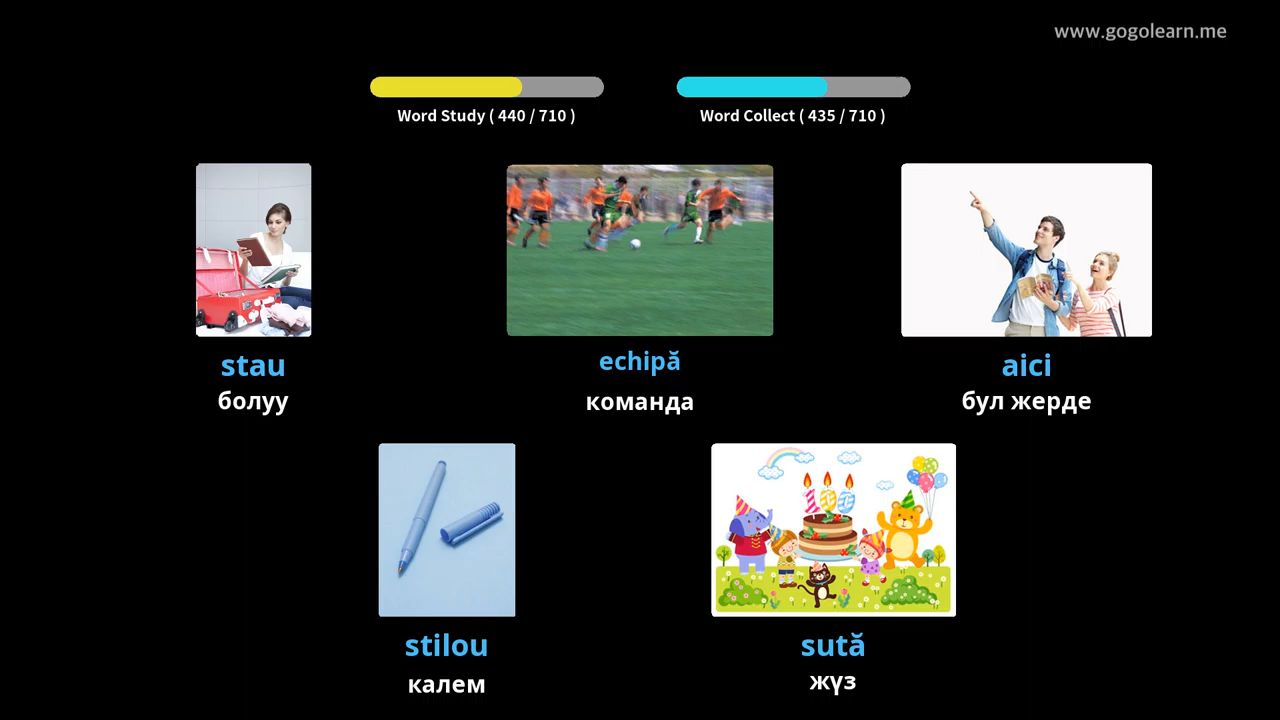 www.gogolearn.me
Word Study ( 440 / 710 )
Word Collect ( 435 / 710 )
stau
болуу
echipă
команда
aici
бул жерде
stilou
калем
100
sută
жүз